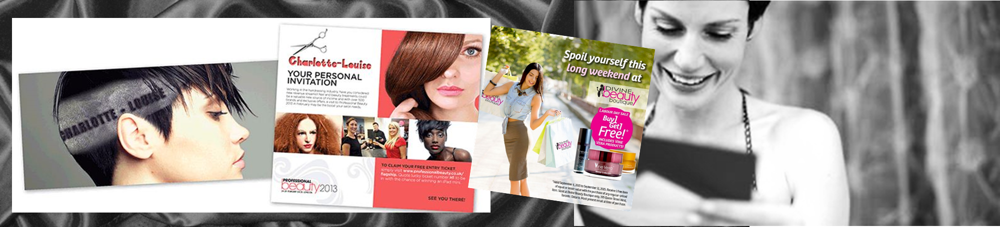 CHARLOTTE - LOUISE
Charlotte-Louise
YOUR PERSONAL
INVITATION
Working in the hairdressing industry, have you considered
new revenue streams? Hair and beauty treatments could
be a valuable new source of income and with over 500
brands and exclusive offers, a visit to Professional Beauty
2013 in February may be the boost your salon needs.
TO CLAIM YOUR FREE ENTRY TICKET
simply visit www.professionalbeauty.co.uk/
flagship. Quote lucky ticket number H1 to be
in with the chance of winning an iPad mini.
PROFESSIONAL
beauty2013
SEE YOU THERE!
Spoil yourself this
long weekend at
DIVINE
beauty
boutique
LABOUR DAY SALE
Buy1
Get1
Free!*
INCLUDES VINE
VERA PRODUCTS!
DIVINE
beauty
boutique
DIVINE
beauty
boutique
Vine Vera
*Valid September 4, 2015 to September 11, 2015. Receive 1 free item
of equal or lesser value with the purchase of any regular-priced
item. Valid at Divine Beauty Boutique only, 395 Queen Street West,
Toronto, Ontario. Must present email at time of purchase.